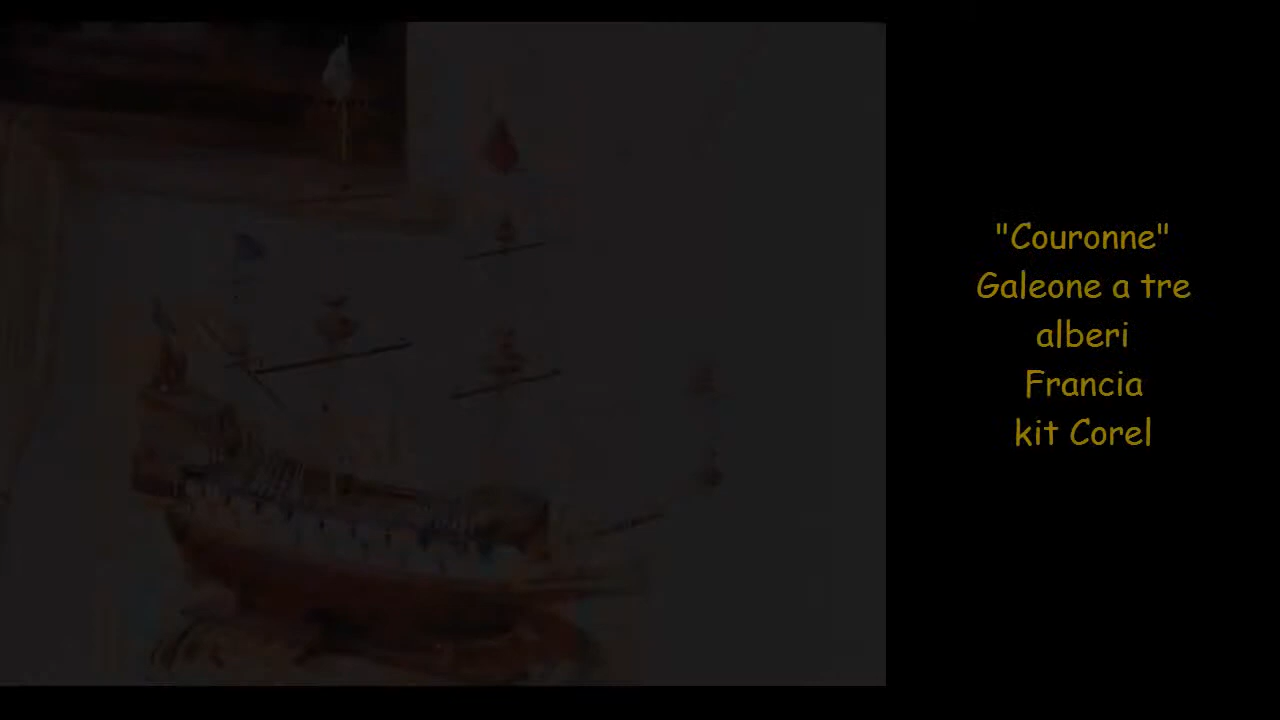 "Couronne"
Galeone a tre
alberi
Francia
kit Corel